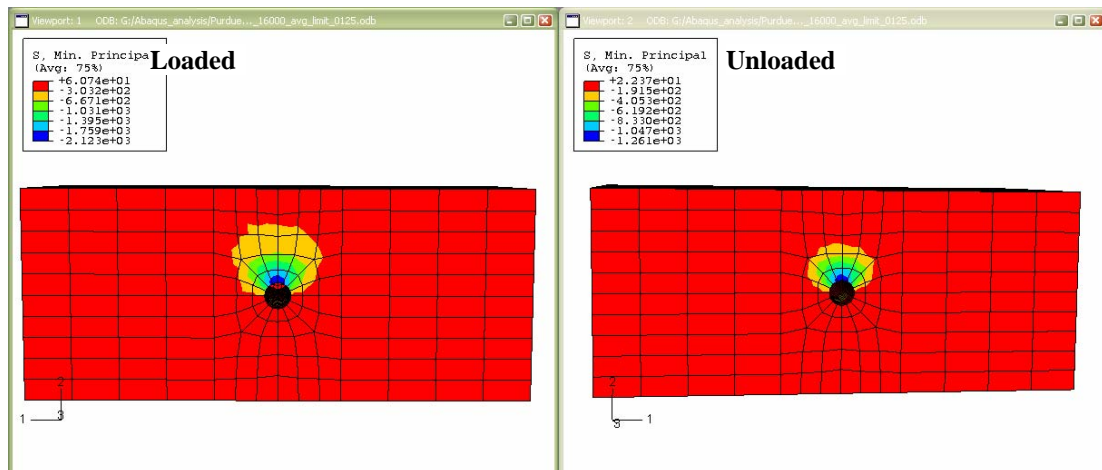 Viewport: 1 ODB: G:/Abaqus_analysis/Purdue..._16000_avg_limit_0125.odb
S, Min. Principal
(Avg: 75%)
+6.074e+01
-3.032e+02
-6.671e+02
-1.031e+03
-1.395e+03
-1.759e+03
-2.123e+03
Loaded
2
1
3
Viewport: 2 ODB: G:/Abaqus_analysis/Purdue..._16000_avg_limit_0125.odb
S, Min. Principal
(Avg: 75%)
+2.237e+01
-1.915e+02
-4.053e+02
-6.192e+02
-8.330e+02
-1.047e+03
-1.261e+03
Unloaded
2
3
1